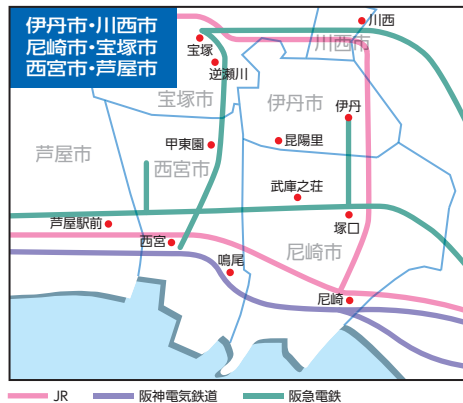 伊丹市・川西市
尼崎市・宝塚市
西宮市・芦屋市
川西
川西市
宝塚
逆瀬川
宝塚市
伊丹市
伊丹
甲東園
昆陽里
芦屋市
西宮市
武庫之荘
芦屋駅前
塚口
西宮
尼崎市
鳴尾
尼崎
JR
阪神電気鉄道
阪急電鉄